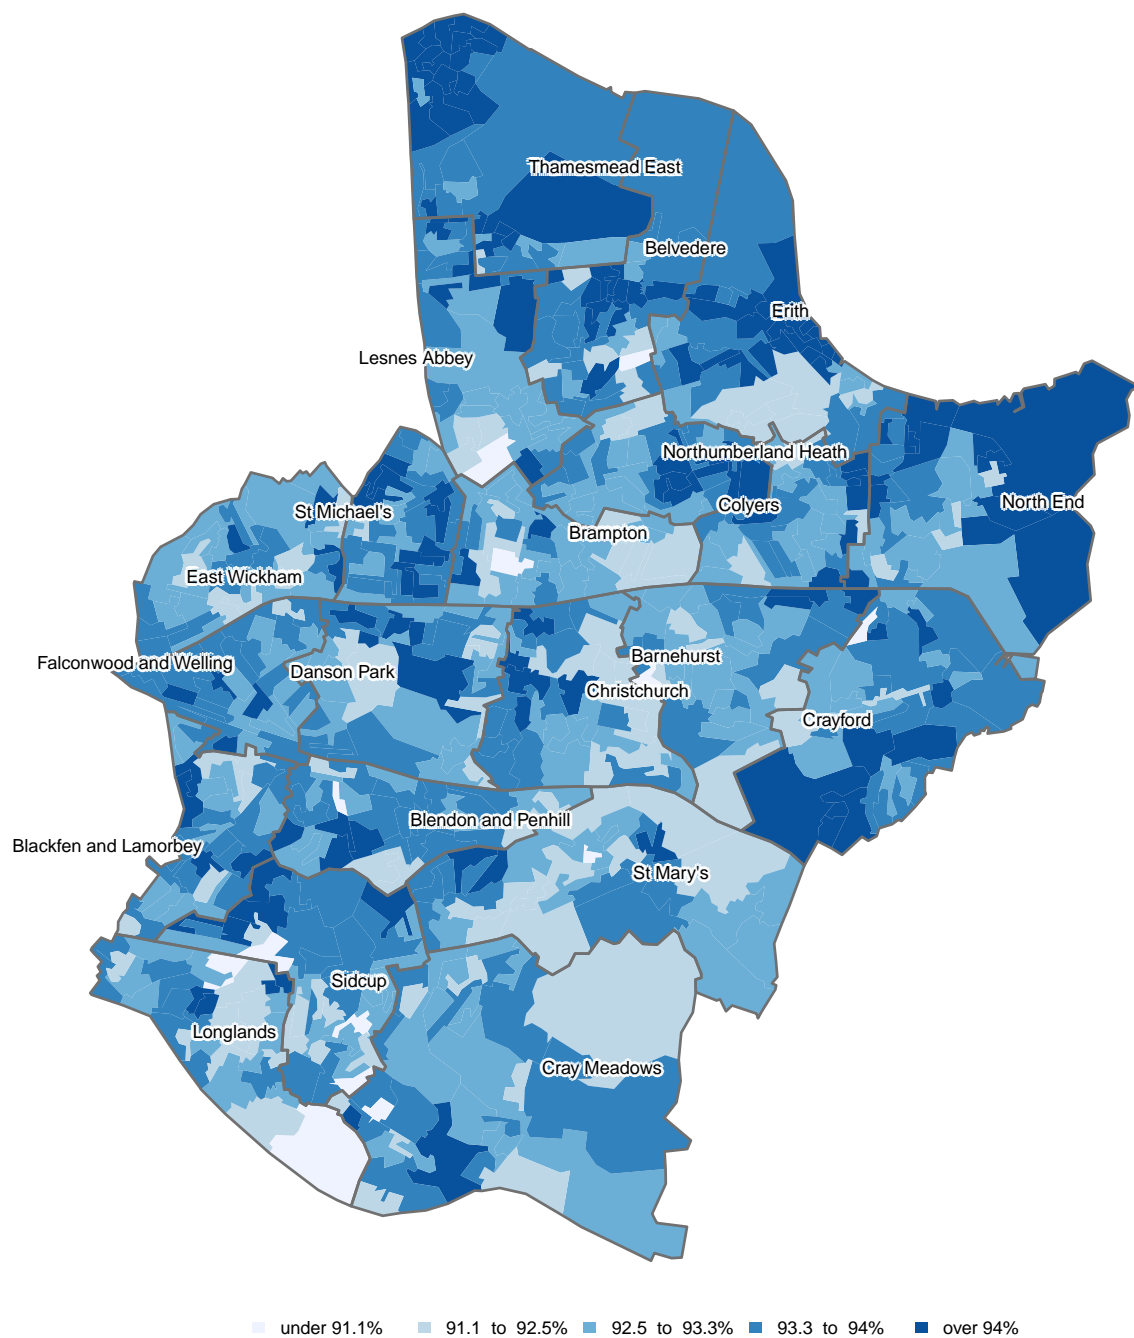 Thamesmead East
Belvedere
Erith
Lesnes Abbey
Northumberland Heath
North End
Colyers
St Michael's
Brampton
East Wickham
Barnehurst
Falconwood and Welling
Danson Park
Christchurch
Crayford
Blendon and Penhill
Blackfen and Lamorbey
St Mary's
Sidcup
Longlands
Cray Meadows
under 91.1%
91.1 to 92.5%
92.5 to 93.3%
93.3 to 94%
over 94%